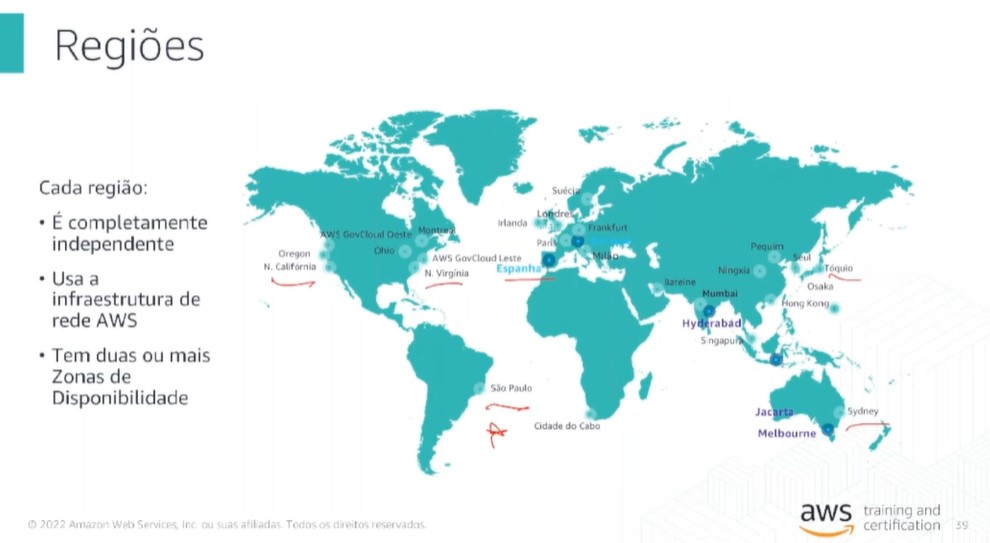 Regiões
Cada região:
• É completamente
independente
• Usa a
infraestrutura de
rede AWS
• Tem duas ou mais
Zonas de
Disponibilidade
Suécia
Irlanda
Londres
Frankfurt
Paris
Milão
Espanha
AWS GovCloud Oeste
Montreal
Oregon
Ohio
N. Califórnia
AWS GovCloud Leste
N. Virgínia
Pequim
Seul
Ningxia
Tóquio
Osaka
Bareine
Mumbai
Hong Kong
Hyderabad
Singapura
São Paulo
Cidade do Cabo
Jacarta
Sydney
Melbourne
© 2022 Amazon Web Services, Inc. ou suas afiliadas. Todos os direitos reservados.
aws
training and
certification
39